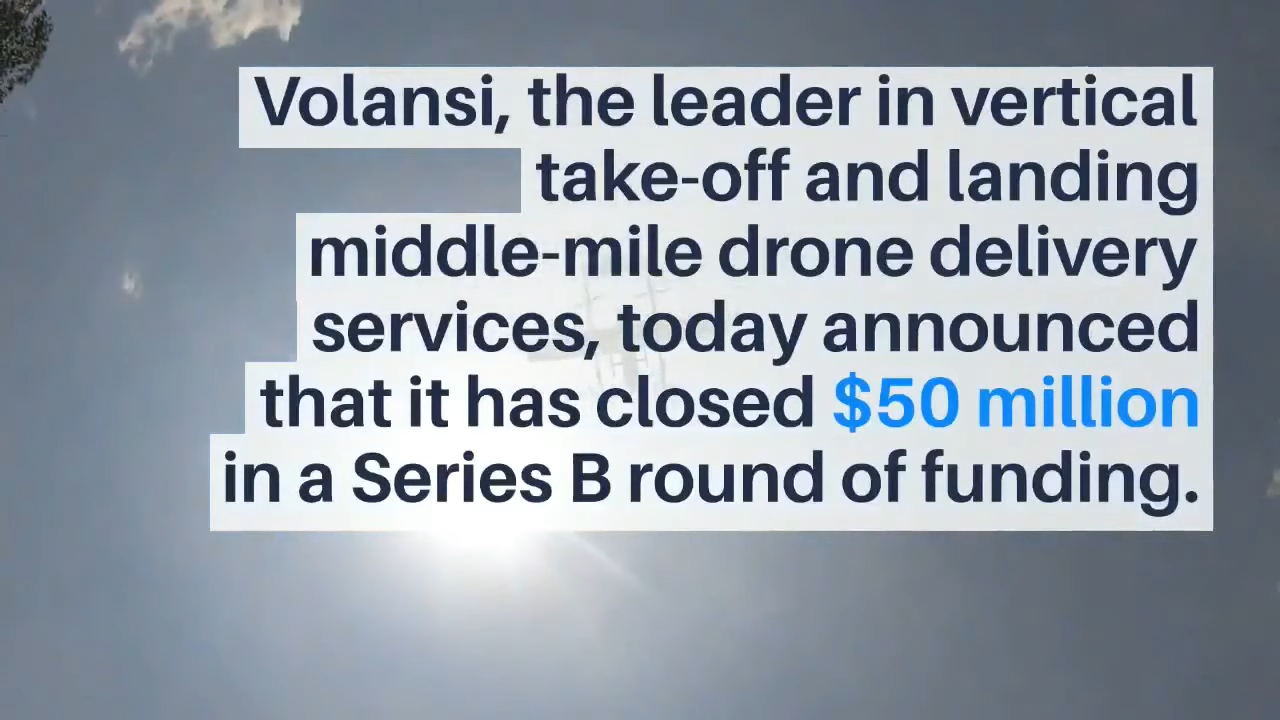 Volansi, the leader in vertical
take-off and landing
middle-mile drone delivery
services, today announced
that it has closed $50 million
in a Series B round of funding.